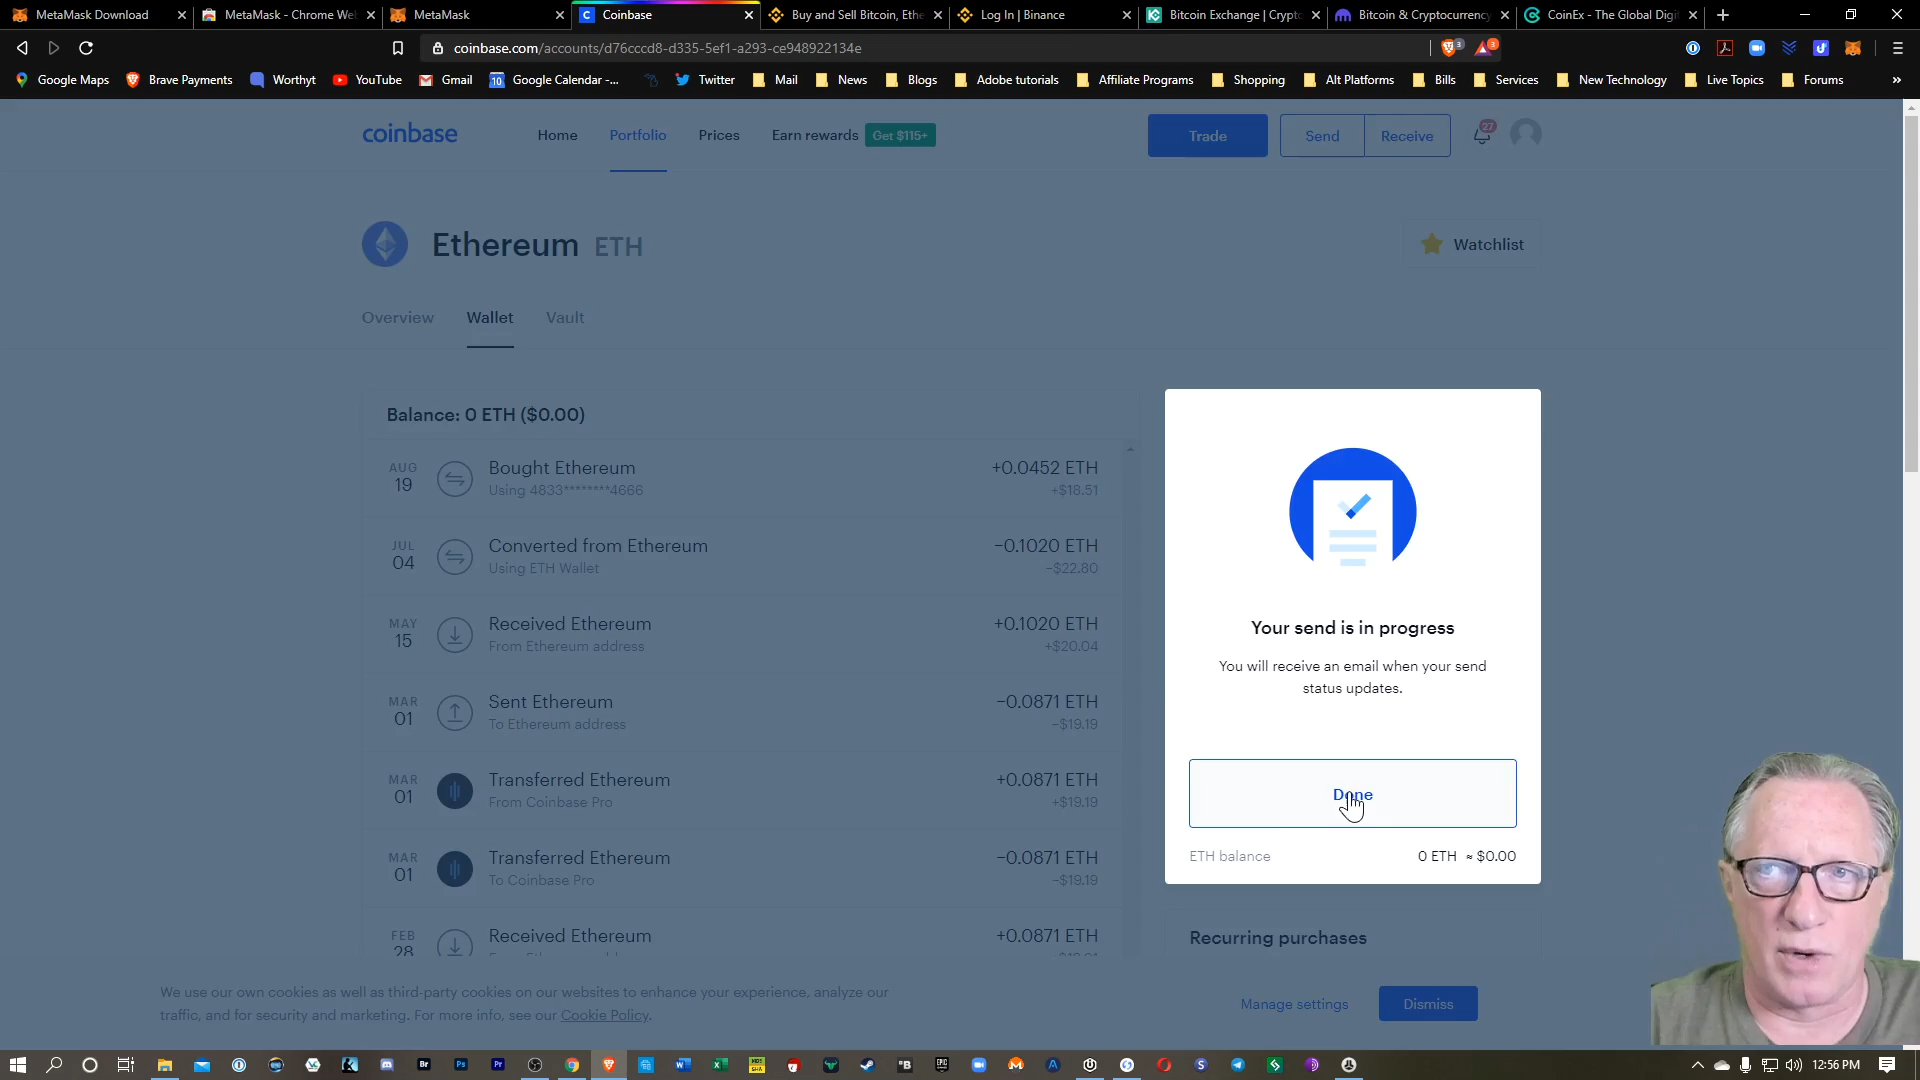 MetaMask Download
MetaMask - Chrome We
MetaMask
Coinbase
Buy and Sell Bitcoin, Ethe
Log In | Binance
Bitcoin Exchange | Crypto
Bitcoin & Cryptocurrency
CoinEx - The Global Digi
coinbase.com/accounts/d76cccd8-d335-5ef1-a293-ce948922134e
Google Maps
Brave Payments
Worthy
YouTube
Gmail
Google Calendar -...
Twitter
Mail
News
Blogs
Adobe tutorials
Affiliate Programs
Shopping
Alt Platforms
Bills
Services
New Technology
Live Topics
Forums
coinbase
Home
Portfolio
Prices
Earn rewards
Get $115+
Trade
Send
Receive
27
Ethereum ETH
Watchlist
Overview
Wallet
Vault
Balance: 0 ETH ($0.00)
AUG
19
Bought Ethereum
Using 4833********4666
+0.0452 ETH
+$18.51
JUL
04
Converted from Ethereum
Using ETH Wallet
−0.1020 ETH
−$22.80
MAY
15
Received Ethereum
From Ethereum address
+0.1020 ETH
+$20.04
MAR
01
Sent Ethereum
To Ethereum address
−0.0871 ETH
−$19.19
MAR
01
Transferred Ethereum
From Coinbase Pro
+0.0871 ETH
+$19.19
MAR
01
Transferred Ethereum
To Coinbase Pro
−0.0871 ETH
−$19.19
FEB
28
Received Ethereum
+0.0871 ETH
Your send is in progress
You will receive an email when your send
status updates.
Done
ETH balance
0 ETH ≈ $0.00
Recurring purchases
We use our own cookies as well as third-party cookies on our websites to enhance your experience, analyze our
traffic, and for security and marketing. For more info, see our Cookie Policy.
Manage settings
Dismiss
12:56 PM